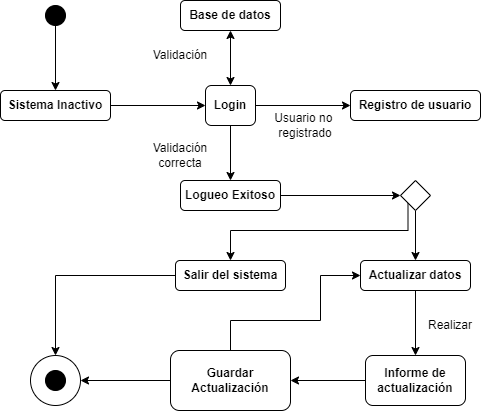 Base de datos
Validación
Sistema Inactivo
Login
Registro de usuario
Usuario no
registrado
Validación
correcta
Logueo Exitoso
Salir del sistema
Actualizar datos
Realizar
Guardar
Actualización
Informe de
actualización